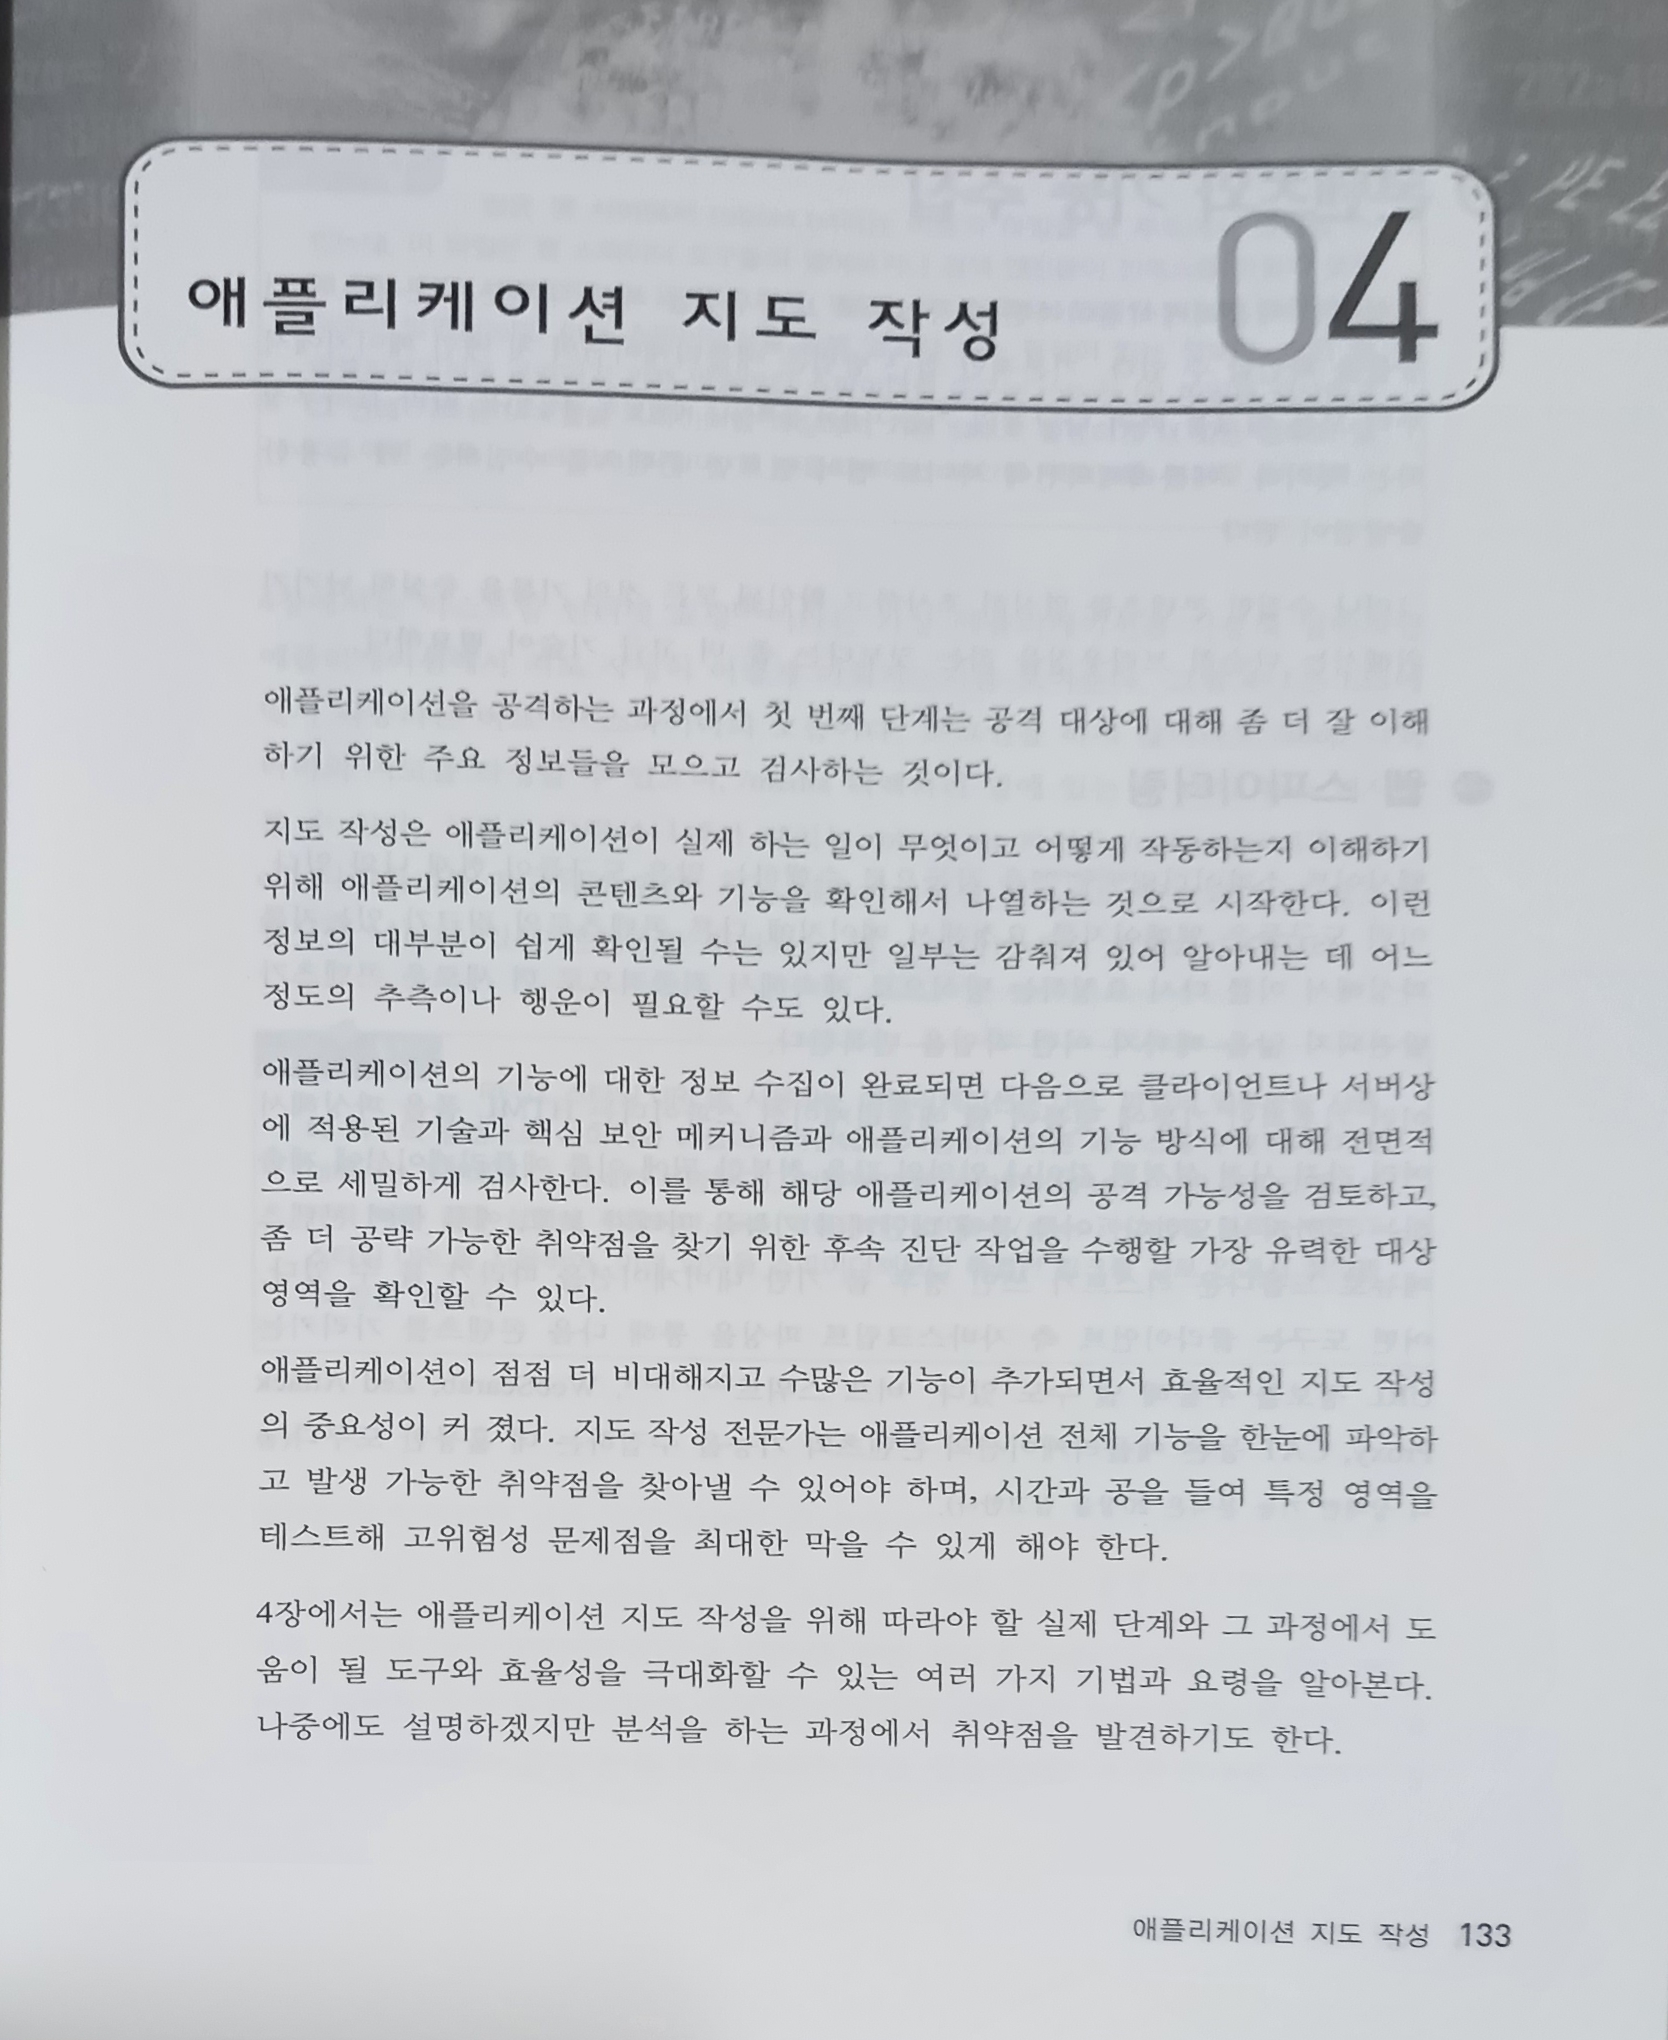 애플리케이션 지도 작성 04
애플리케이션을 공격하는 과정에서 첫 번째 단계는 공격 대상에 대해 좀 더 잘 이해
하기 위한 주요 정보들을 모으고 검사하는 것이다.
지도 작성은 애플리케이션이 실제 하는 일이 무엇이고 어떻게 작동하는지 이해하기
위해 애플리케이션의 콘텐츠와 기능을 확인해서 나열하는 것으로 시작한다. 이런
정보의 대부분이 쉽게 확인될 수는 있지만 일부는 감춰져 있어 알아내는 데 어느
정도의 추측이나 행운이 필요할 수도 있다.
애플리케이션의 기능에 대한 정보 수집이 완료되면 다음으로 클라이언트나 서버상
에 적용된 기술과 핵심 보안 메커니즘과 애플리케이션의 기능 방식에 대해 전면적
으로 세밀하게 검사한다. 이를 통해 해당 애플리케이션의 공격 가능성을 검토하고,
좀 더 공략 가능한 취약점을 찾기 위한 후속 진단 작업을 수행할 가장 유력한 대상
영역을 확인할 수 있다.
애플리케이션이 점점 더 비대해지고 수많은 기능이 추가되면서 효율적인 지도 작성
의 중요성이 커 졌다. 지도 작성 전문가는 애플리케이션 전체 기능을 한눈에 파악하
고 발생 가능한 취약점을 찾아낼 수 있어야 하며, 시간과 공을 들여 특정 영역을
테스트해 고위험성 문제점을 최대한 막을 수 있게 해야 한다.
4장에서는 애플리케이션 지도 작성을 위해 따라야 할 실제 단계와 그 과정에서 도
움이 될 도구와 효율성을 극대화할 수 있는 여러 가지 기법과 요령을 알아본다.
나중에도 설명하겠지만 분석을 하는 과정에서 취약점을 발견하기도 한다.
애플리케이션 지도 작성 133